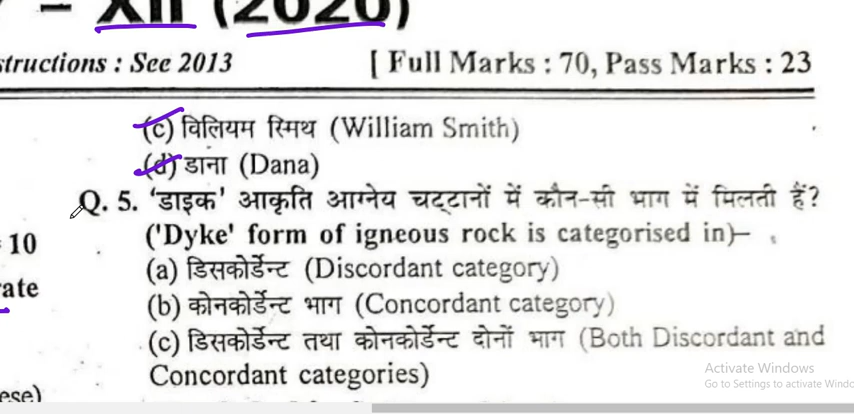 XII (2020)
structions : See 2013 [ Full Marks : 70, Pass Marks : 23
(c) विलियम स्मिथ (William Smith)
(d) डाना (Dana)
Q. 5. 'डाइक' आकृति आग्नेय चट्टानों में कौन-सी भाग में मिलती हैं?
= 10 ('Dyke' form of igneous rock is categorised in)–
(a) डिसकोर्डेन्ट (Discordant category)
rate
(b) कोनकोर्डेन्ट भाग (Concordant category)
(c) डिसकोर्डेन्ट तथा कोनकोर्डेन्ट दोनों भाग (Both Discordant and
Concordant categories)
ese)
Activate Windows
Go to Settings to activate Windo